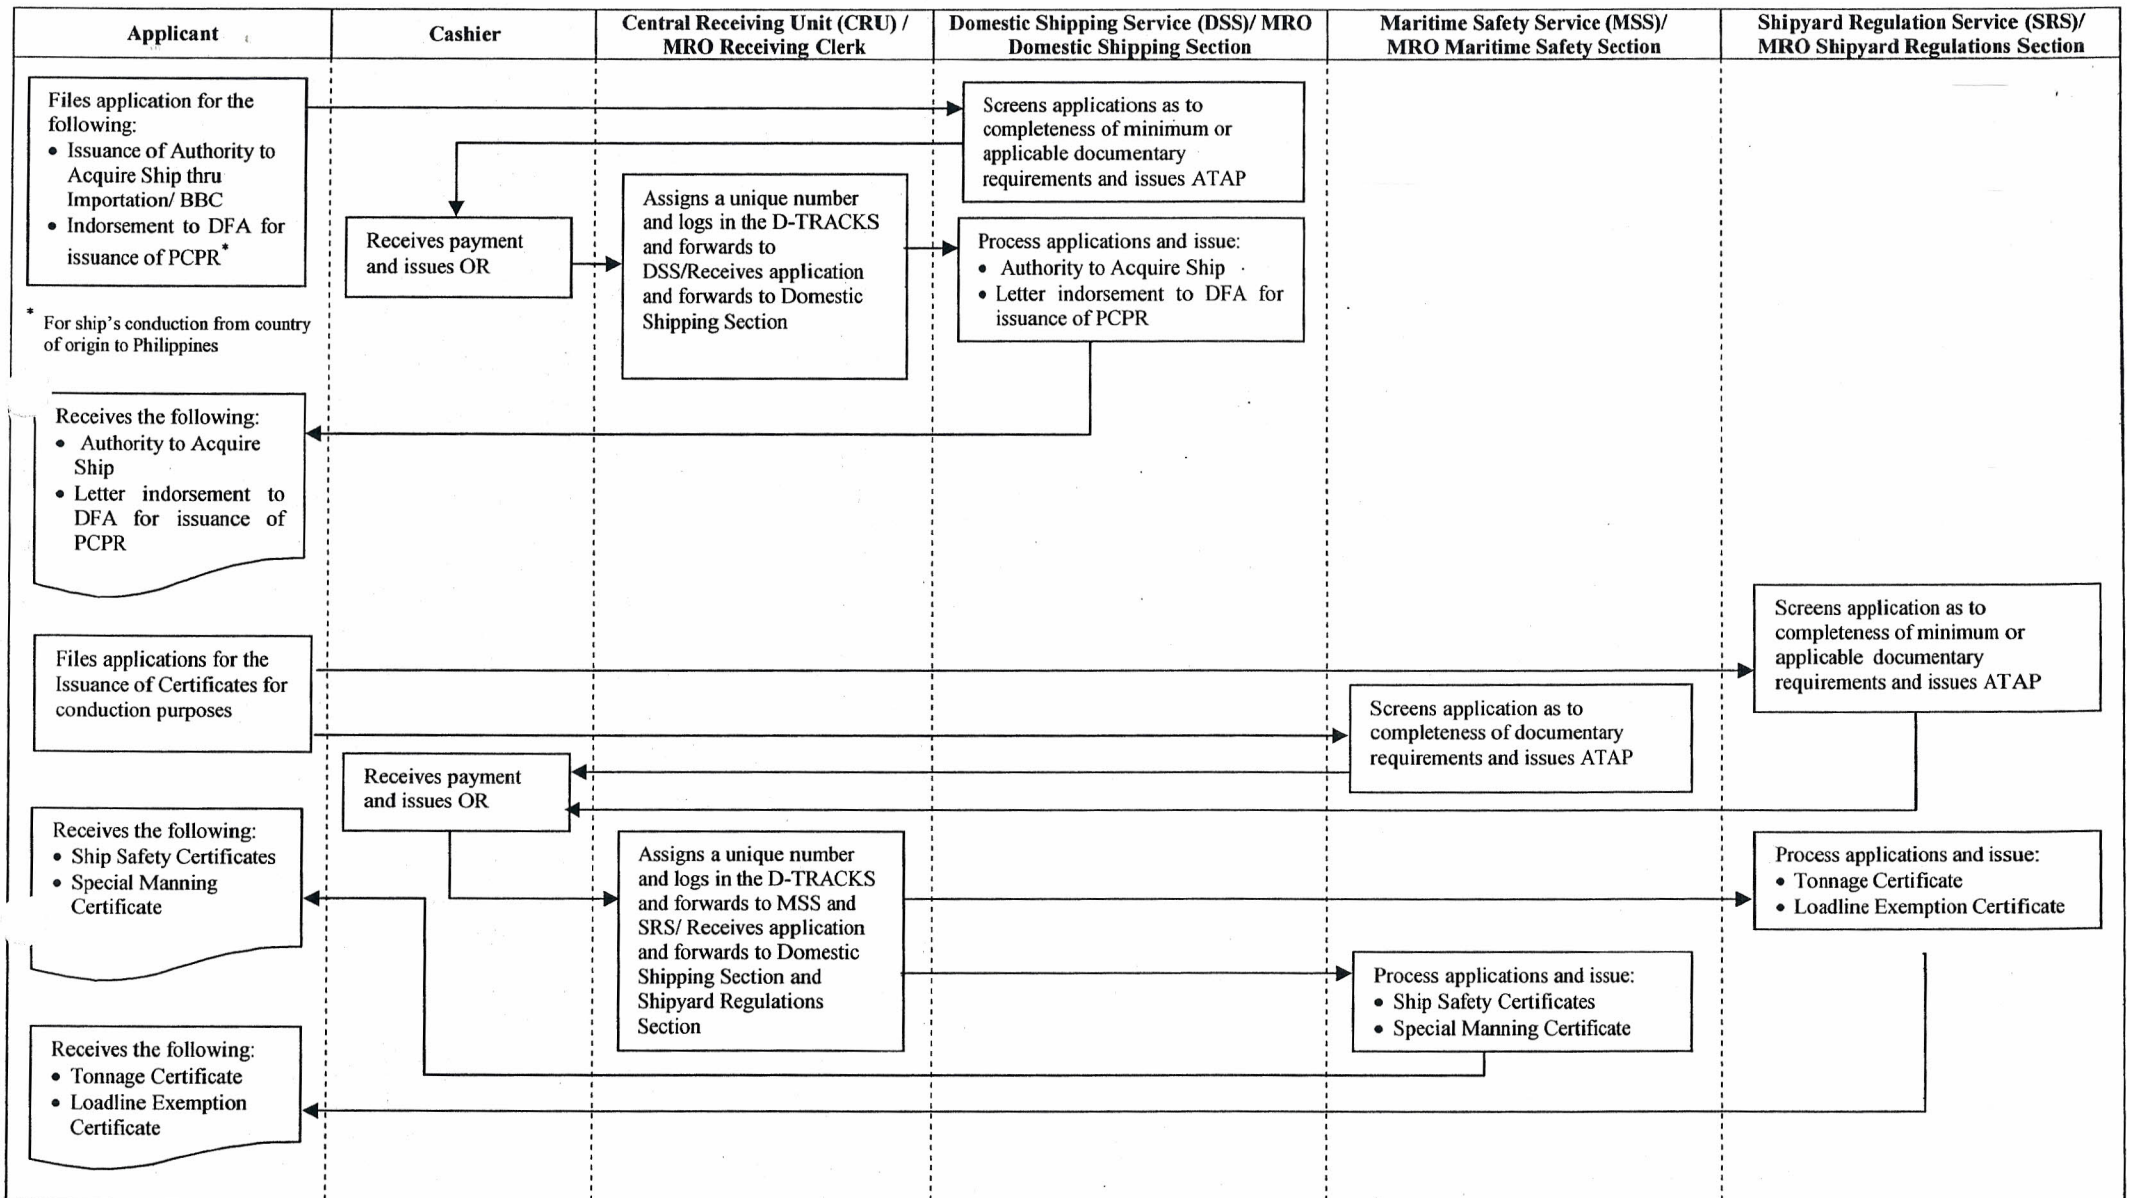 Applicant
Cashier
Central Receiving Unit (CRU) /
MRO Receiving Clerk
Domestic Shipping Service (DSS)/ MRO
Domestic Shipping Section
Maritime Safety Service (MSS)/
MRO Maritime Safety Section
Shipyard Regulation Service (SRS)/
MRO Shipyard Regulations Section
Files application for the
following:
• Issuance of Authority to
Acquire Ship thru
Importation/ BBC
• Indorsement to DFA for
issuance of PCPR*
* For ship's conduction from country
of origin to Philippines
Screens applications as to
completeness of minimum or
applicable documentary
requirements and issues ATAP
Receives payment
and issues OR
Assigns a unique number
and logs in the D-TRACKS
and forwards to
DSS/Receives application
and forwards to Domestic
Shipping Section
Process applications and issue:
• Authority to Acquire Ship
• Letter indorsement to DFA for
issuance of PCPR
Receives the following:
• Authority to Acquire
Ship
• Letter indorsement to
DFA for issuance of
PCPR
Files applications for the
Issuance of Certificates for
conduction purposes
Screens application as to
completeness of minimum or
applicable documentary
requirements and issues ATAP
Screens application as to
completeness of documentary
requirements and issues ATAP
Receives payment
and issues OR
Receives the following:
• Ship Safety Certificates
• Special Manning
Certificate
Assigns a unique number
and logs in the D-TRACKS
and forwards to MSS and
SRS/ Receives application
and forwards to Domestic
Shipping Section and
Shipyard Regulations
Section
Process applications and issue:
• Tonnage Certificate
• Loadline Exemption Certificate
Process applications and issue:
• Ship Safety Certificates
• Special Manning Certificate
Receives the following:
• Tonnage Certificate
• Loadline Exemption
Certificate